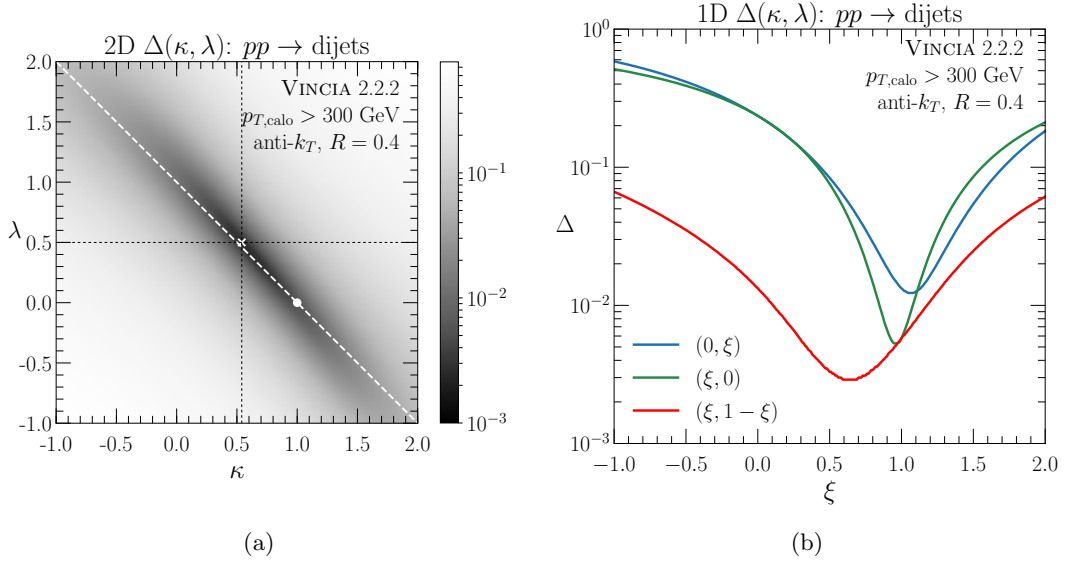 2D Δ(κ, λ): pp → dijets
VINCIA 2.2.2
p_{T,calo} > 300 GeV
anti-k_T, R = 0.4
2.0
1.5
1.0
0.5
0.0
-0.5
-1.0
λ
-1.0 -0.5 0.0 0.5 1.0 1.5 2.0
κ
10^{-1}
10^{-2}
10^{-3}
(a)
1D Δ(κ, λ): pp → dijets
VINCIA 2.2.2
p_{T,calo} > 300 GeV
anti-k_T, R = 0.4
10^0
10^{-1}
10^{-2}
10^{-3}
Δ
(0, ξ)
(ξ, 0)
(ξ, 1 − ξ)
−1.0 −0.5 0.0 0.5 1.0 1.5 2.0
ξ
(b)